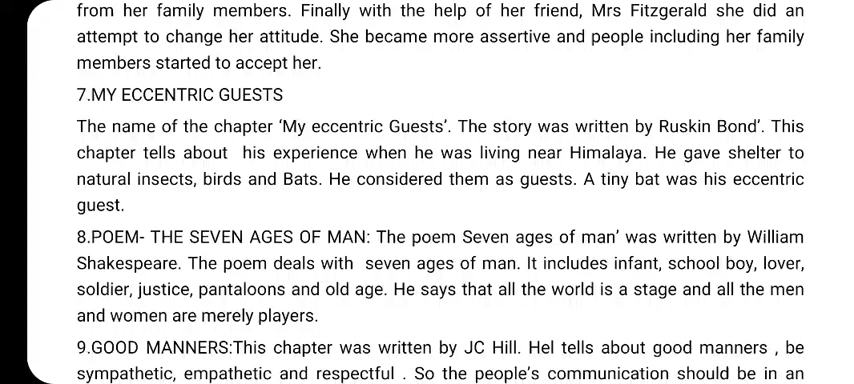 from her family members. Finally with the help of her friend, Mrs Fitzgerald she did an
attempt to change her attitude. She became more assertive and people including her family
members started to accept her.
7.MY ECCENTRIC GUESTS
The name of the chapter ‘My eccentric Guests’. The story was written by Ruskin Bond’. This
chapter tells about  his experience when he was living near Himalaya. He gave shelter to
natural insects, birds and Bats. He considered them as guests. A tiny bat was his eccentric
guest.
8.POEM- THE SEVEN AGES OF MAN: The poem Seven ages of man’ was written by William
Shakespeare. The poem deals with  seven ages of man. It includes infant, school boy, lover,
soldier, justice, pantaloons and old age. He says that all the world is a stage and all the men
and women are merely players.
9.GOOD MANNERS:This chapter was written by JC Hill. Hel tells about good manners , be
sympathetic, empathetic and respectful . So the people’s communication should be in an